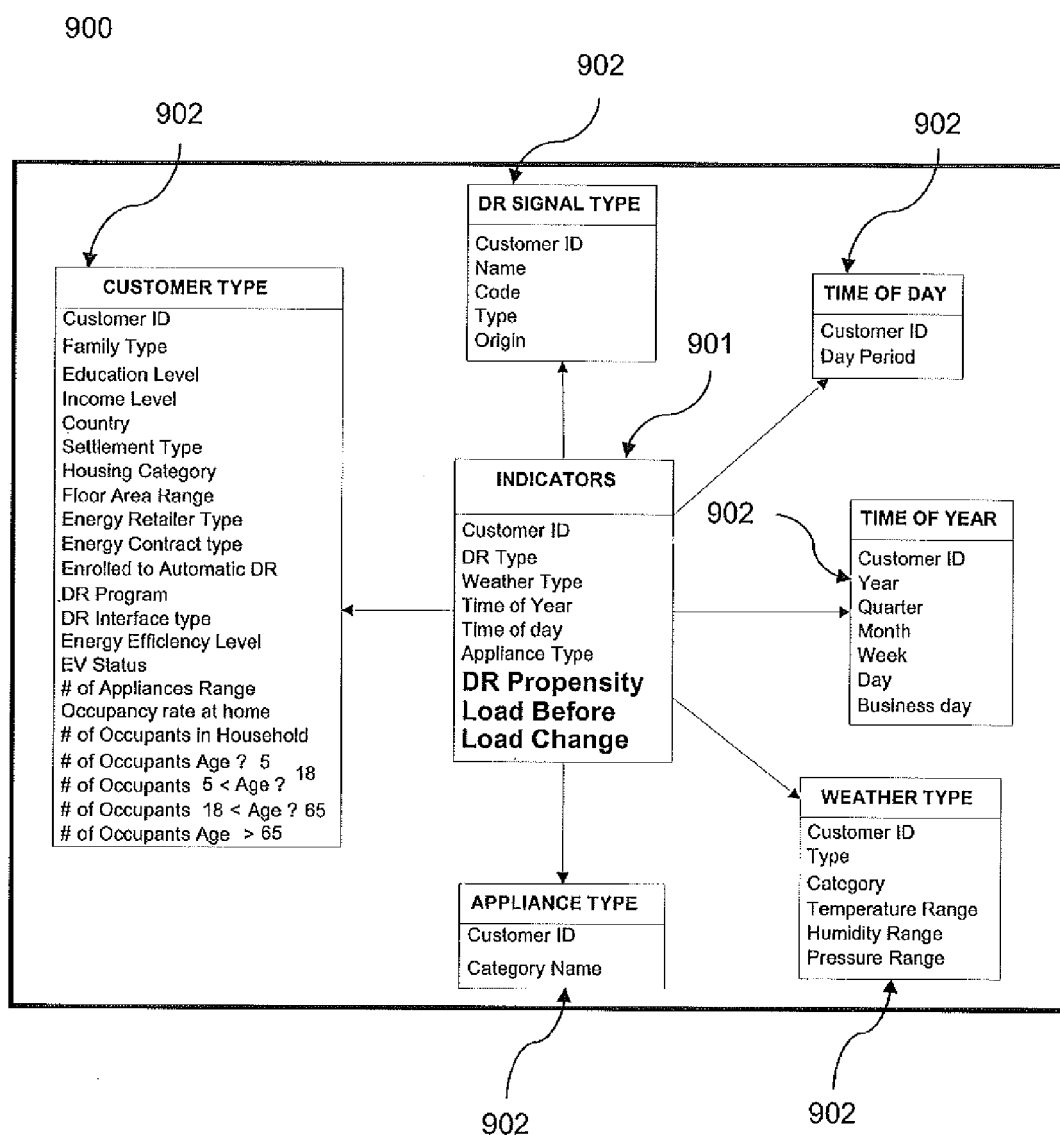 900
902
902
902
DR SIGNAL TYPE
Customer ID
Name
Code
Type
Origin
CUSTOMER TYPE
Customer ID
Family Type
Education Level
Income Level
Country
Settlement Type
Housing Category
Floor Area Range
Energy Retailer Type
Energy Contract type
Enrolled to Automatic DR
DR Program
DR Interface type
Energy Efficiency Level
EV Status
# of Appliances Range
Occupancy rate at home
# of Occupants in Household
# of Occupants Age ? 5
# of Occupants 5 < Age ? 18
# of Occupants 18 < Age ? 65
# of Occupants Age > 65
TIME OF DAY
Customer ID
Day Period
901
INDICATORS
Customer ID
DR Type
Weather Type
Time of Year
Time of day
Appliance Type
DR Propensity
Load Before
Load Change
902
TIME OF YEAR
Customer ID
Year
Quarter
Month
Week
Day
Business day
WEATHER TYPE
Customer ID
Type
Category
Temperature Range
Humidity Range
Pressure Range
APPLIANCE TYPE
Customer ID
Category Name
902
902